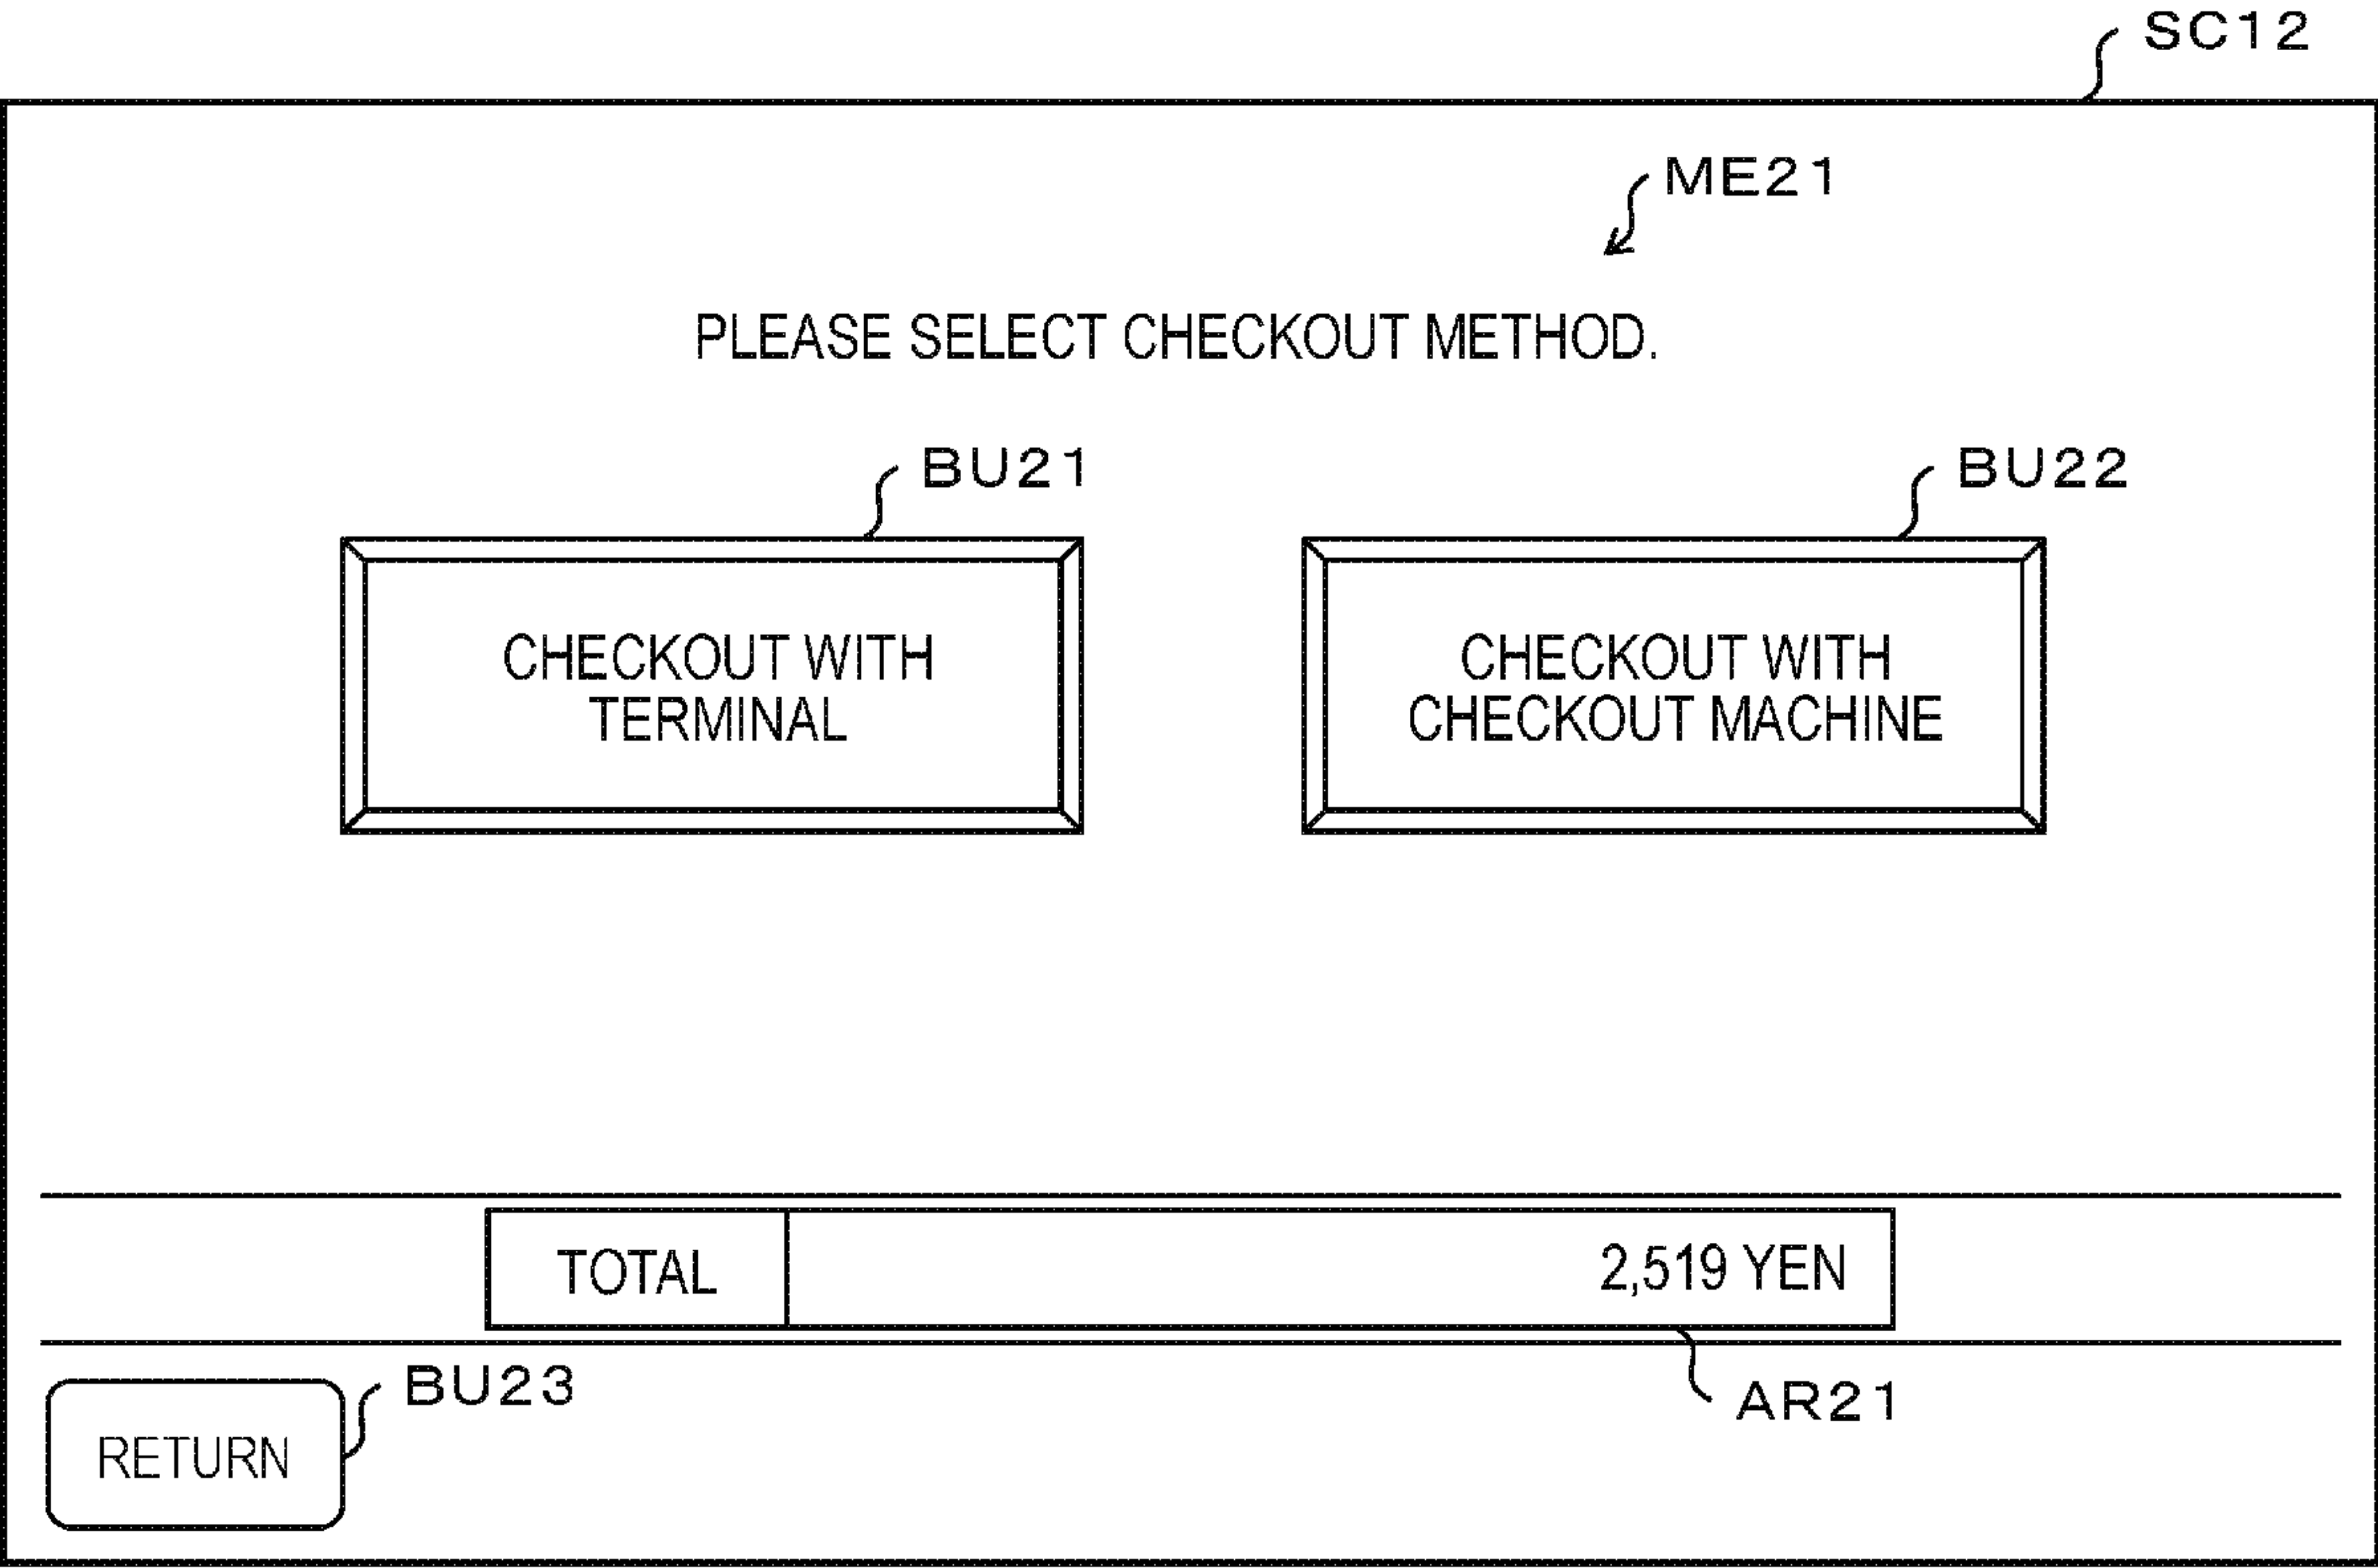 SC12
ME21
PLEASE SELECT CHECKOUT METHOD.
BU21
BU22
CHECKOUT WITH
TERMINAL
CHECKOUT WITH
CHECKOUT MACHINE
TOTAL
2,519 YEN
BU23
AR21
RETURN